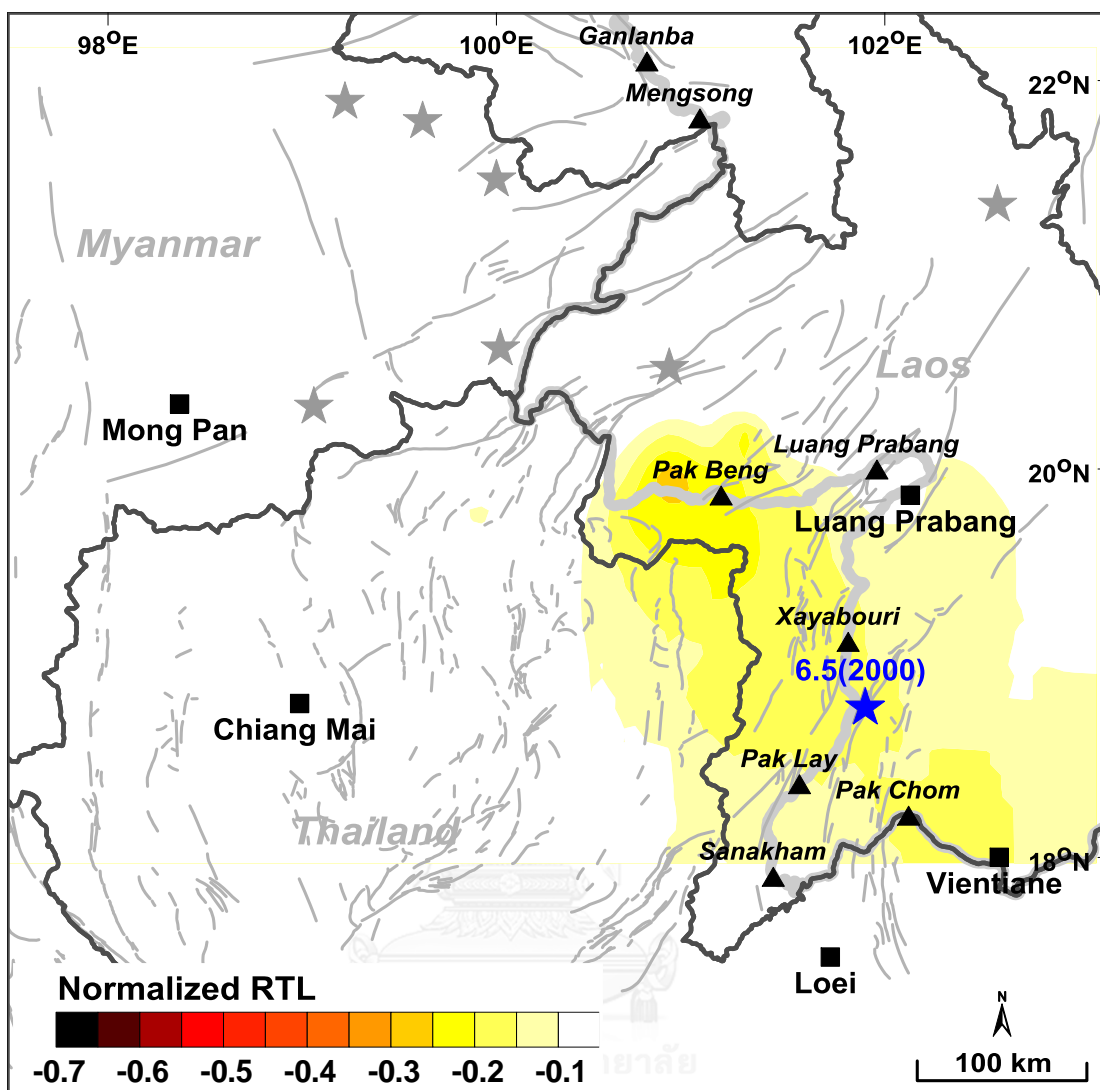 98°E
100°E
102°E
Ganlanba
22°N
Mengsong
Myanmar
Laos
Mong Pan
Luang Prabang
Pak Beng
20°N
Luang Prabang
Xayabouri
6.5(2000)
Chiang Mai
Pak Lay
Pak Chom
Thailand
Sanakham
18°N
Vientiane
Loei
Normalized RTL
-0.7 -0.6 -0.5 -0.4 -0.3 -0.2 -0.1
N
100 km